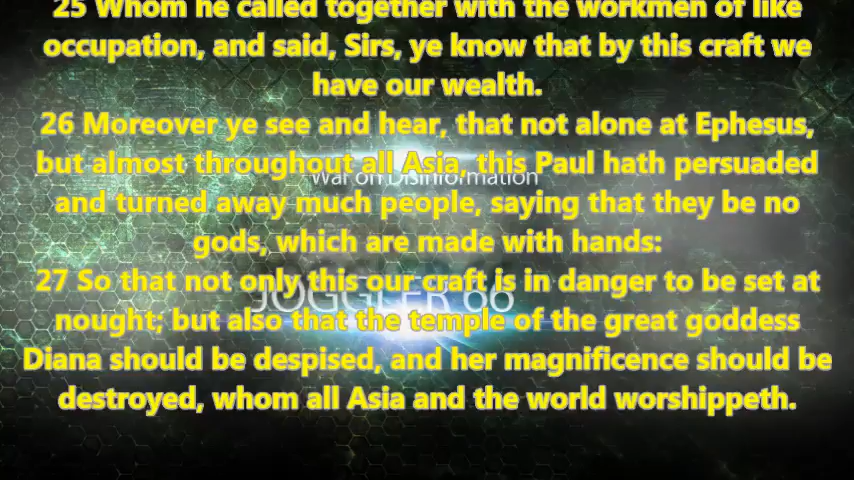 25 Whom he called together with the workmen of like
occupation, and said, Sirs, ye know that by this craft we
have our wealth.
26 Moreover ye see and hear, that not alone at Ephesus,
but almost throughout all Asia, this Paul hath persuaded
War on Disinformation
and turned away much people, saying that they be no
gods, which are made with hands:
27 So that not only this our craft is in danger to be set at
JOGGLER 66
nought; but also that the temple of the great goddess
Diana should be despised, and her magnificence should be
destroyed, whom all Asia and the world worshippeth.